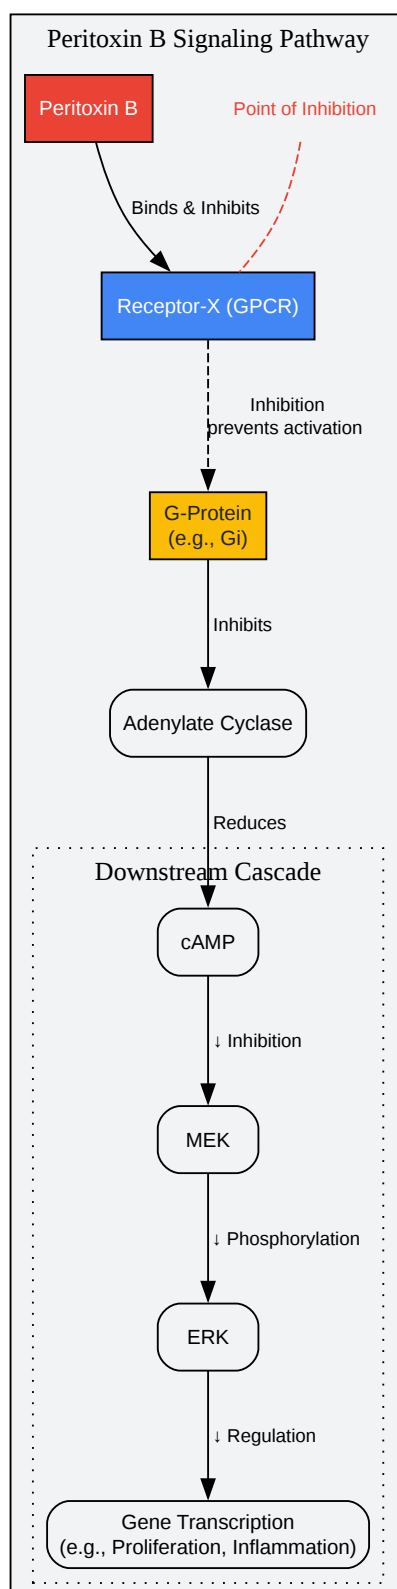 Peritoxin B Signaling Pathway
Peritoxin B
Point of Inhibition
Binds & Inhibits
Receptor-X (GPCR)
Inhibition
prevents activation
G-Protein
(e.g., Gi)
Inhibits
Adenylate Cyclase
Reduces
Downstream Cascade
cAMP
↓ Inhibition
MEK
↓ Phosphorylation
ERK
↓ Regulation
Gene Transcription
(e.g., Proliferation, Inflammation)